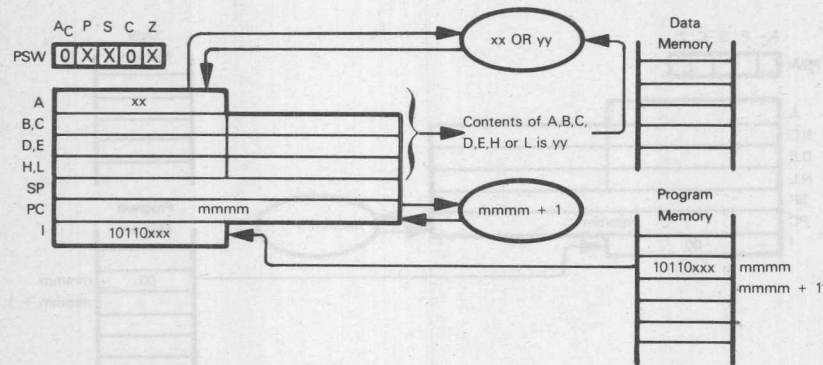 AC P S C Z
PSW 0 X X 0 X
xx OR yy
Data
Memory
A xx
B,C
D,E
H,L
SP
PC mmmm
I 10110xxx
Contents of A,B,C,
D,E,H or L is yy
mmmm + 1
Program
Memory
10110xxx mmmm
mmmm + 1